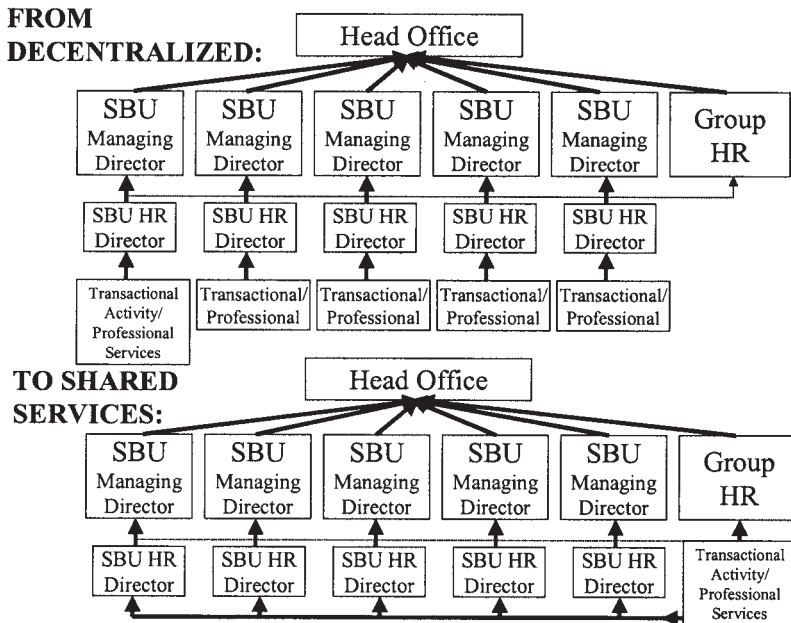 FROM
DECENTRALIZED:
Head Office
SBU
Managing
Director
SBU
Managing
Director
SBU
Managing
Director
SBU
Managing
Director
SBU
Managing
Director
Group
HR
SBU HR
Director
SBU HR
Director
SBU HR
Director
SBU HR
Director
SBU HR
Director
Transactional
Activity/
Professional
Services
Transactional/
Professional
Transactional/
Professional
Transactional/
Professional
Transactional/
Professional
TO SHARED
SERVICES:
Head Office
SBU
Managing
Director
SBU
Managing
Director
SBU
Managing
Director
SBU
Managing
Director
SBU
Managing
Director
Group
HR
SBU HR
Director
SBU HR
Director
SBU HR
Director
SBU HR
Director
SBU HR
Director
Transactional
Activity/
Professional
Services